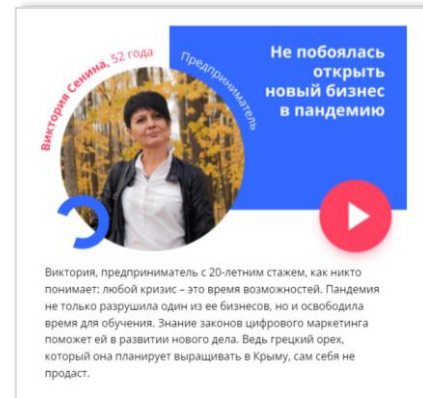 Виктория Сенина, 52 года
Предприниматель
Не побоялась
открыть
новый бизнес
в пандемию
Виктория, предприниматель с 20-летним стажем, как никто
понимает: любой кризис – это время возможностей. Пандемия
не только разрушила один из ее бизнесов, но и освободила
время для обучения. Знание законов цифрового маркетинга
поможет ей в развитии нового дела. Ведь грецкий орех,
который она планирует выращивать в Крыму, сам себя не
продаст.